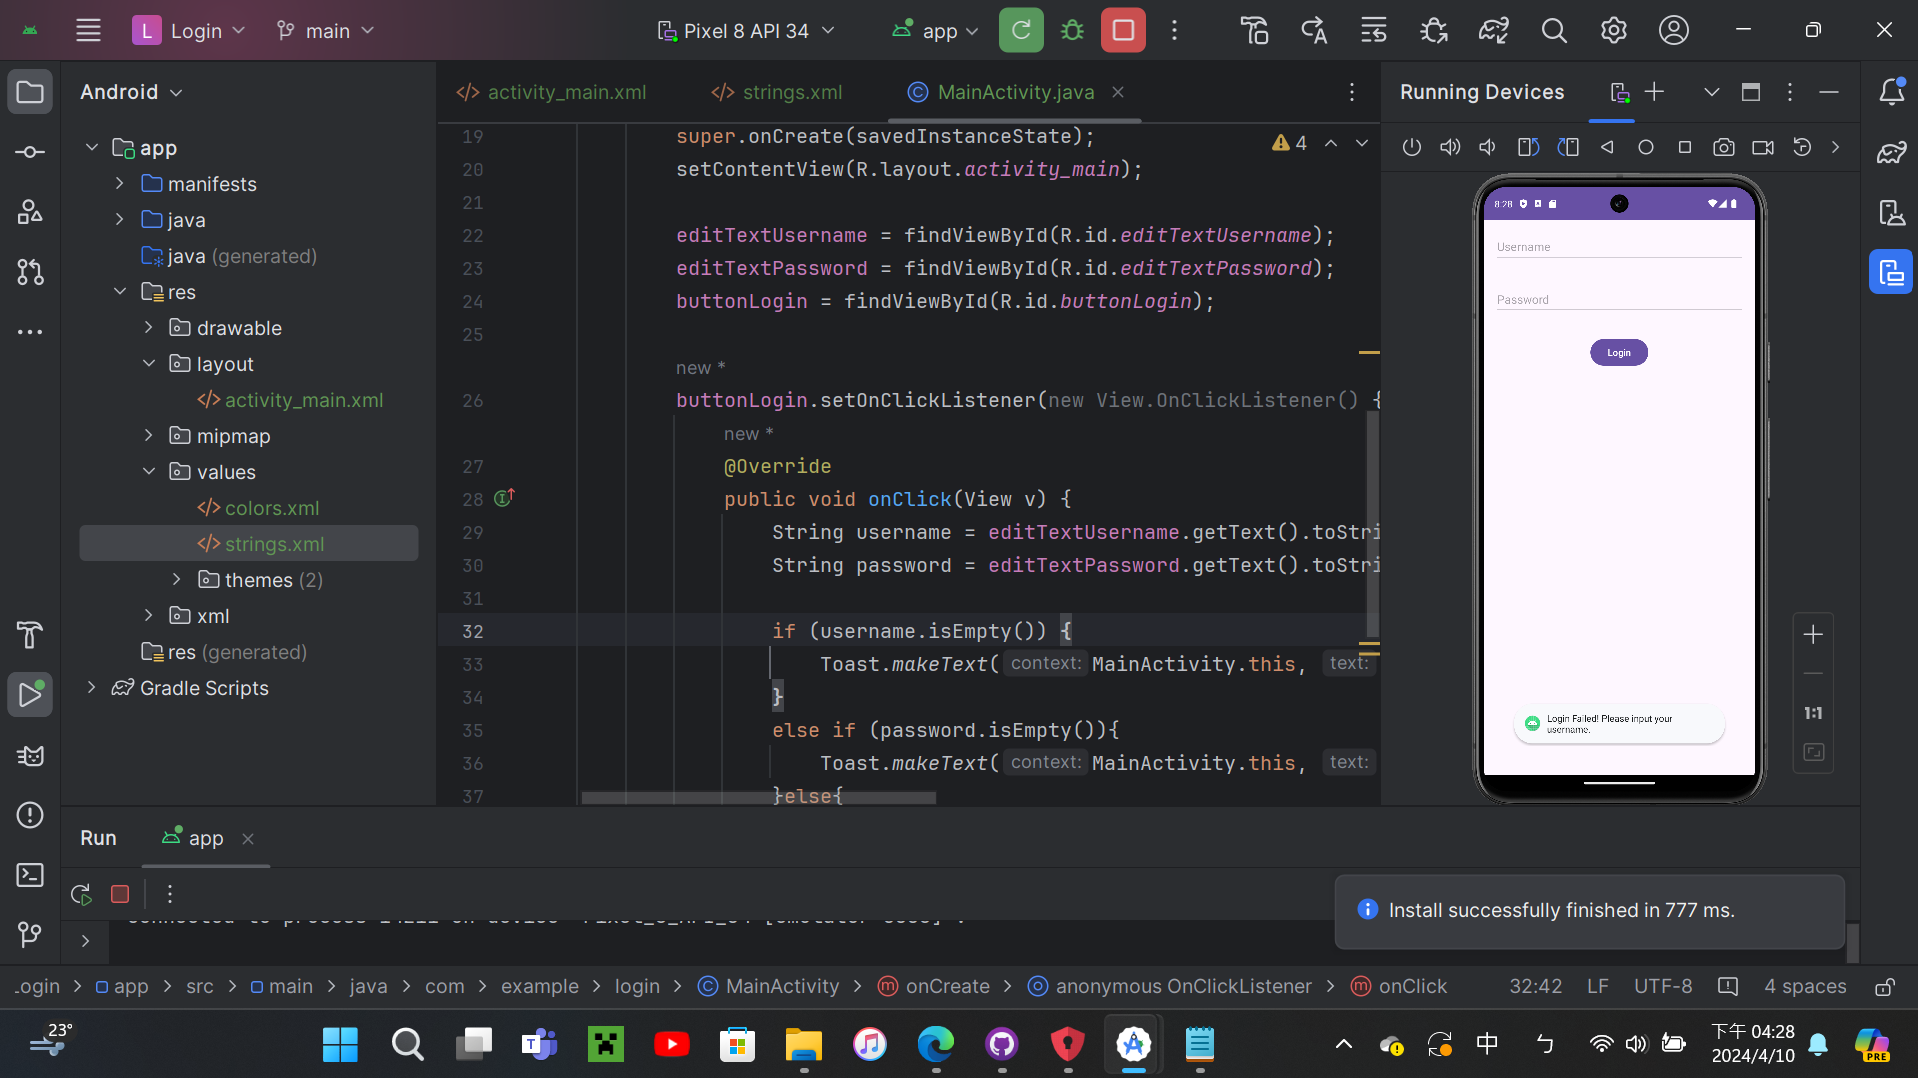 L Login main Pixel 8 API 34 app
Android
activity_main.xml strings.xml MainActivity.java
Running Devices
app
manifests
java
java (generated)
res
drawable
layout
activity_main.xml
mipmap
values
colors.xml
strings.xml
themes (2)
xml
res (generated)
Gradle Scripts
4
19 super.onCreate(savedInstanceState);
20 setContentView(R.layout.activity_main);
21
22 editTextUsername = findViewById(R.id.editTextUsername);
23 editTextPassword = findViewById(R.id.editTextPassword);
24 buttonLogin = findViewById(R.id.buttonLogin);
25
new *
26 buttonLogin.setOnClickListener(new View.OnClickListener() {
new *
27 @Override
28 public void onClick(View v) {
29 String username = editTextUsername.getText().toStri
30 String password = editTextPassword.getText().toStri
31
32 if (username.isEmpty()) {
33 Toast.makeText( context: MainActivity.this, text:
34 }
35 else if (password.isEmpty()){
36 Toast.makeText( context: MainActivity.this, text:
37 }else{
8:28
Username
Password
Login
Login Failed! Please input your
username.
1:1
Run app
Install successfully finished in 777 ms.
app src main java com example login MainActivity onCreate anonymous OnClickListener onClick 32:42 LF UTF-8 4 spaces
23°
中 ㄅ
下午 04:28
2024/4/10
PRE